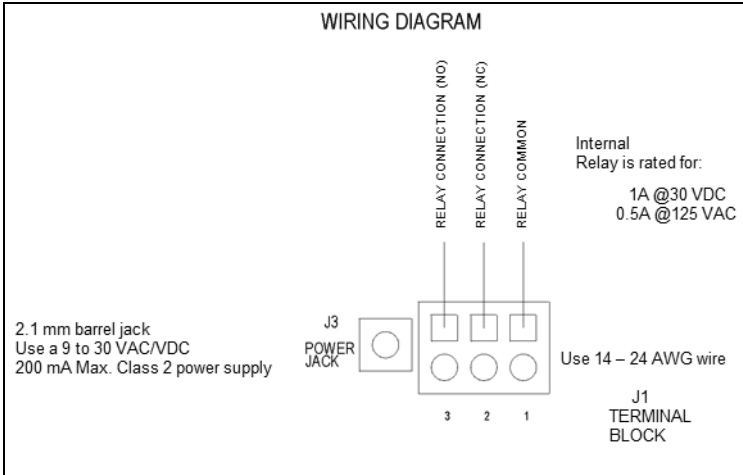 WIRING DIAGRAM
RELAY CONNECTION (NO)
RELAY CONNECTION (NC)
RELAY COMMON
Internal
Relay is rated for:
1A @30 VDC
0.5A @125 VAC
2.1 mm barrel jack
Use a 9 to 30 VAC/VDC
200 mA Max. Class 2 power supply
J3
POWER
JACK
Use 14 – 24 AWG wire
3 2 1
J1
TERMINAL
BLOCK